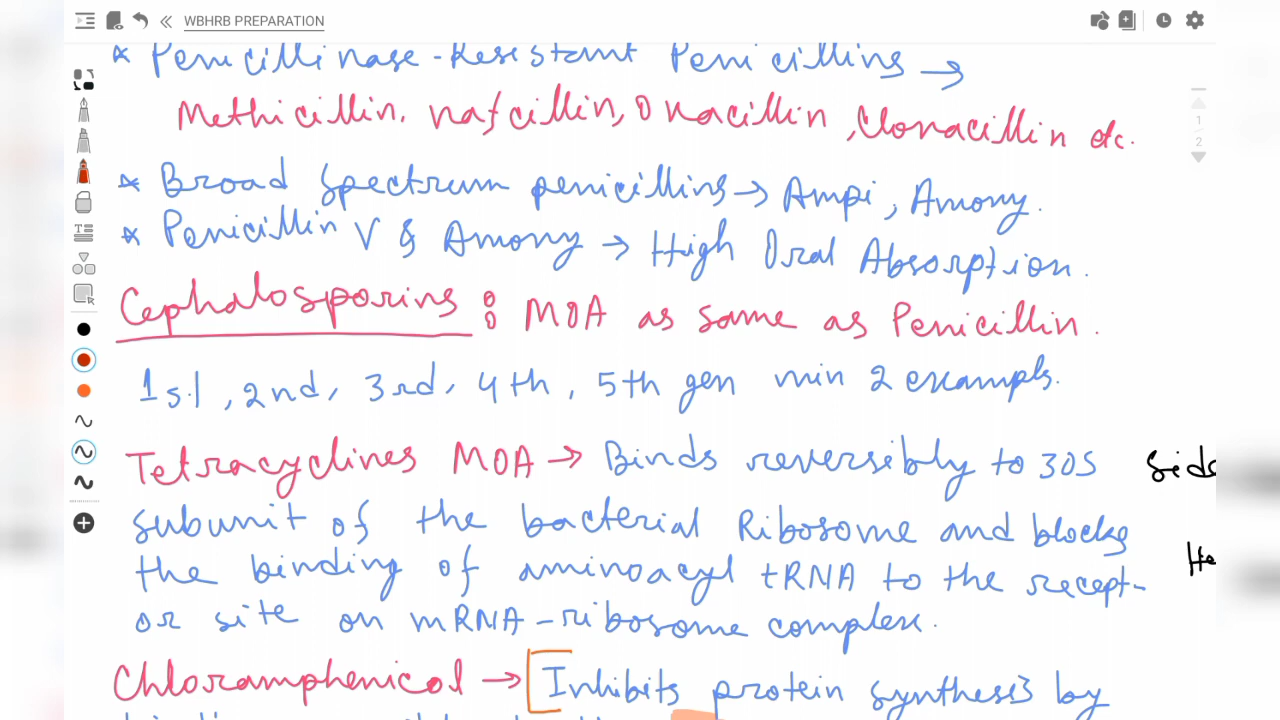 WBHRB PREPARATION
* Penicillinase-Resistant Penicillins →
Methicillin, nafcillin, Oxacillin, Cloxacillin etc.
* Broad Spectrum penicillins → Ampi, Amoxy.
* Penicillin V & Amoxy → High Oral Absorption.
Cephalosporins : MOA as same as Penicillin.
1st, 2nd, 3rd, 4th, 5th gen min 2 exampls.
Tetracyclines MOA → Binds reversibly to 30S
subunit of the bacterial Ribosome and blocks
the binding of aminoacyl tRNA to the recept-
or site on mRNA-ribosome complex.
Chloramphenicol → [Inhibits protein synthesis by
1
2